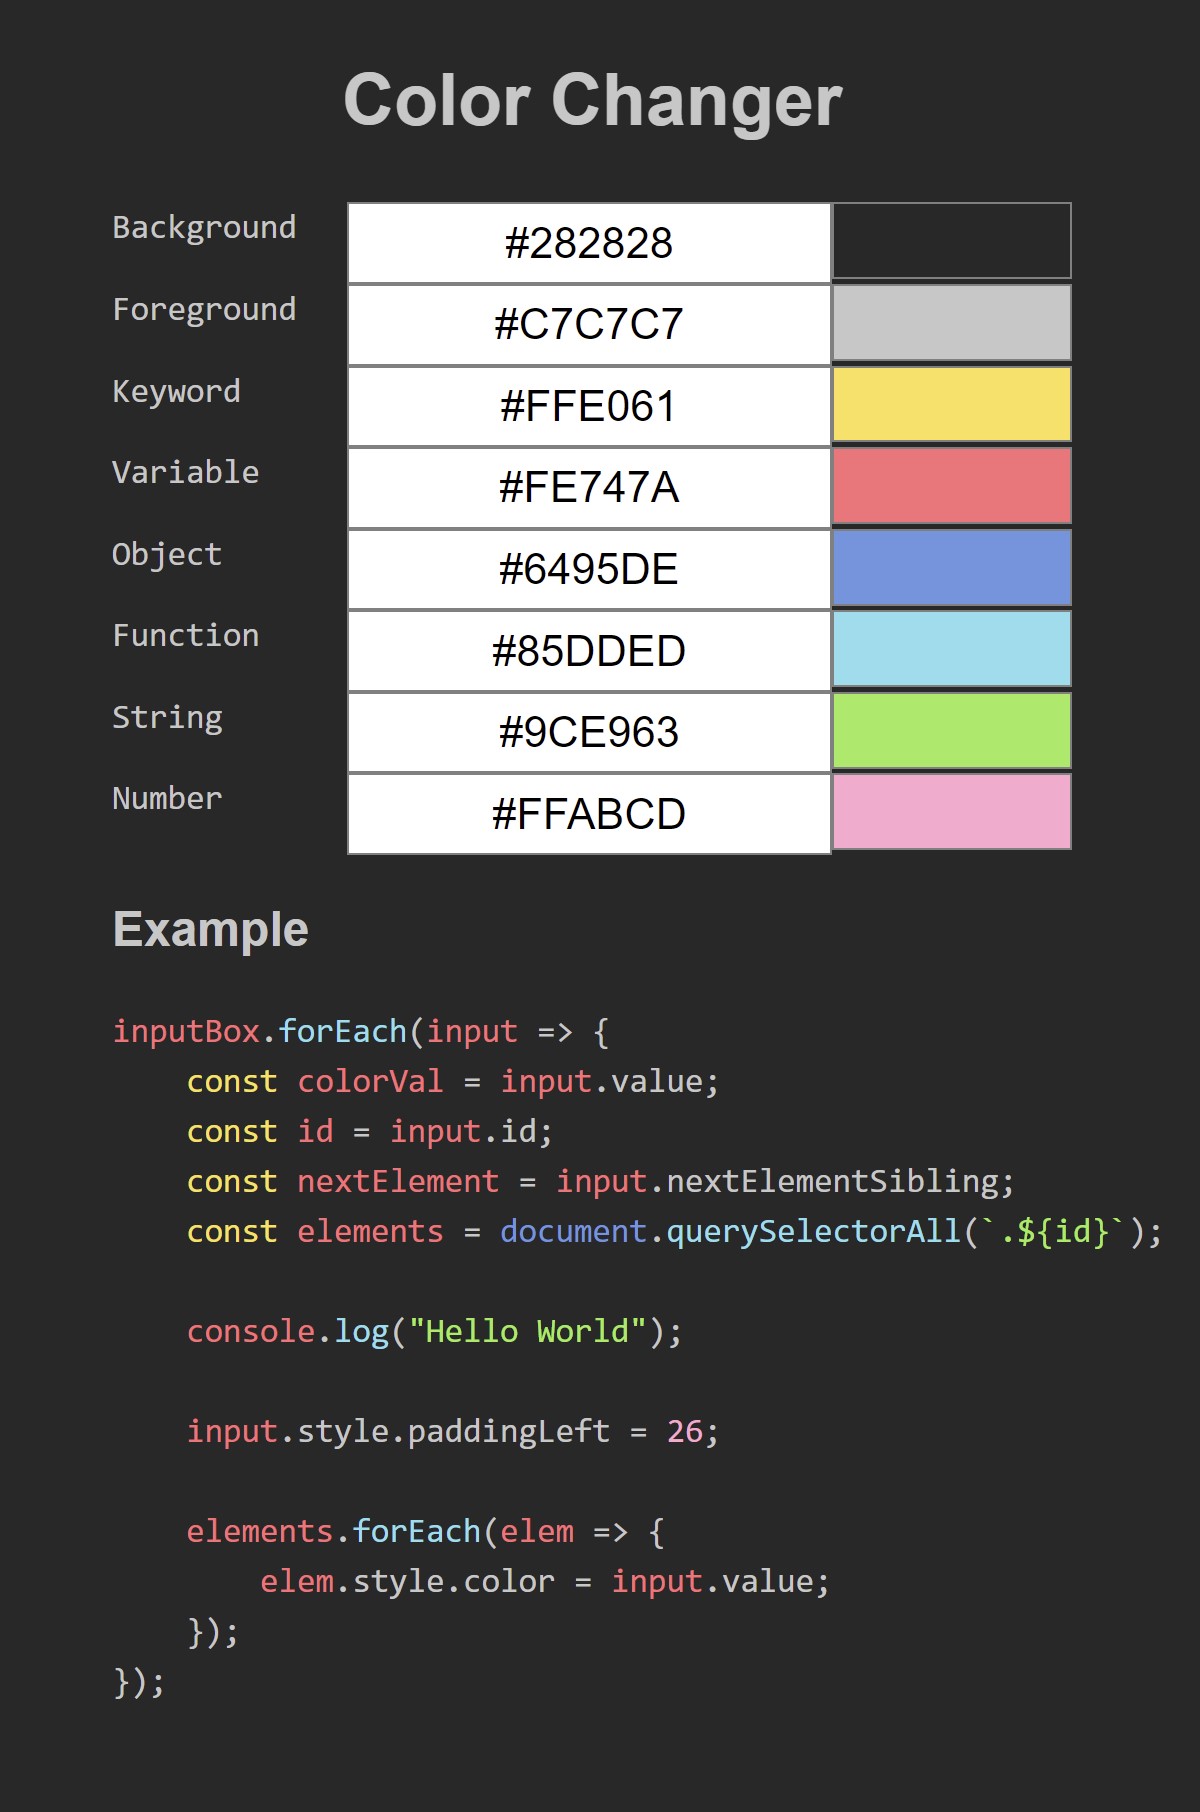 Color Changer
Background #282828
Foreground #C7C7C7
Keyword #FFE061
Variable #FE747A
Object #6495DE
Function #85DDED
String #9CE963
Number #FFABCD
Example
inputBox.forEach(input => {
    const colorVal = input.value;
    const id = input.id;
    const nextElement = input.nextElementSibling;
    const elements = document.querySelectorAll(`.${id}`);
    console.log("Hello World");
    input.style.paddingLeft = 26;
    elements.forEach(elem => {
        elem.style.color = input.value;
    });
});